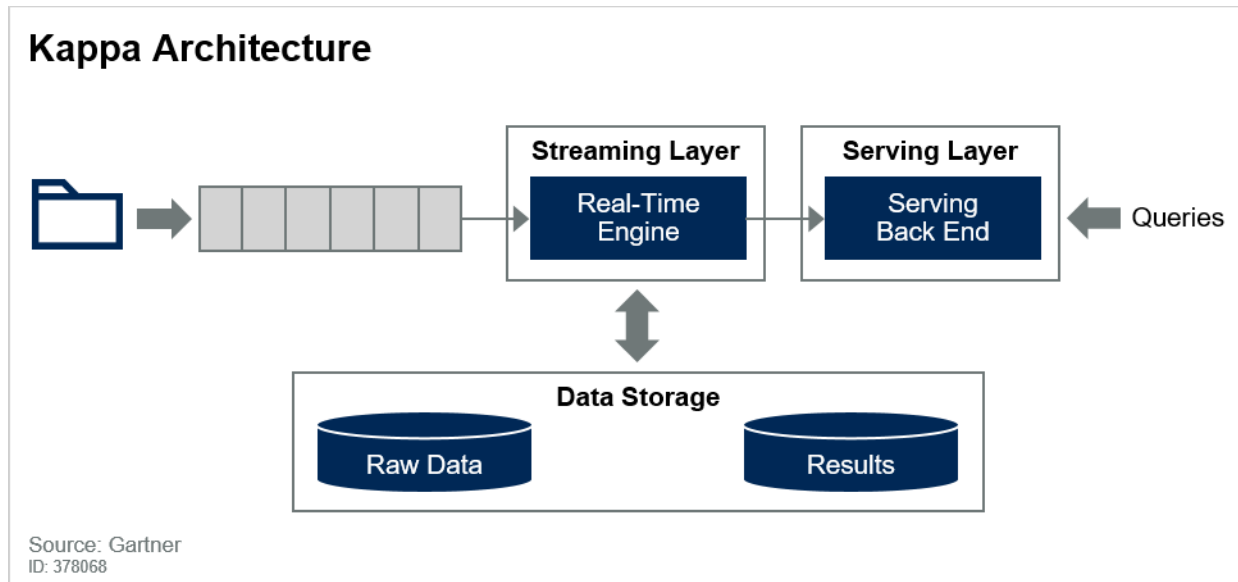 Kappa Architecture
Streaming Layer
Real-Time
Engine
Serving Layer
Serving
Back End
Queries
Data Storage
Raw Data
Results
Source: Gartner
ID: 378068